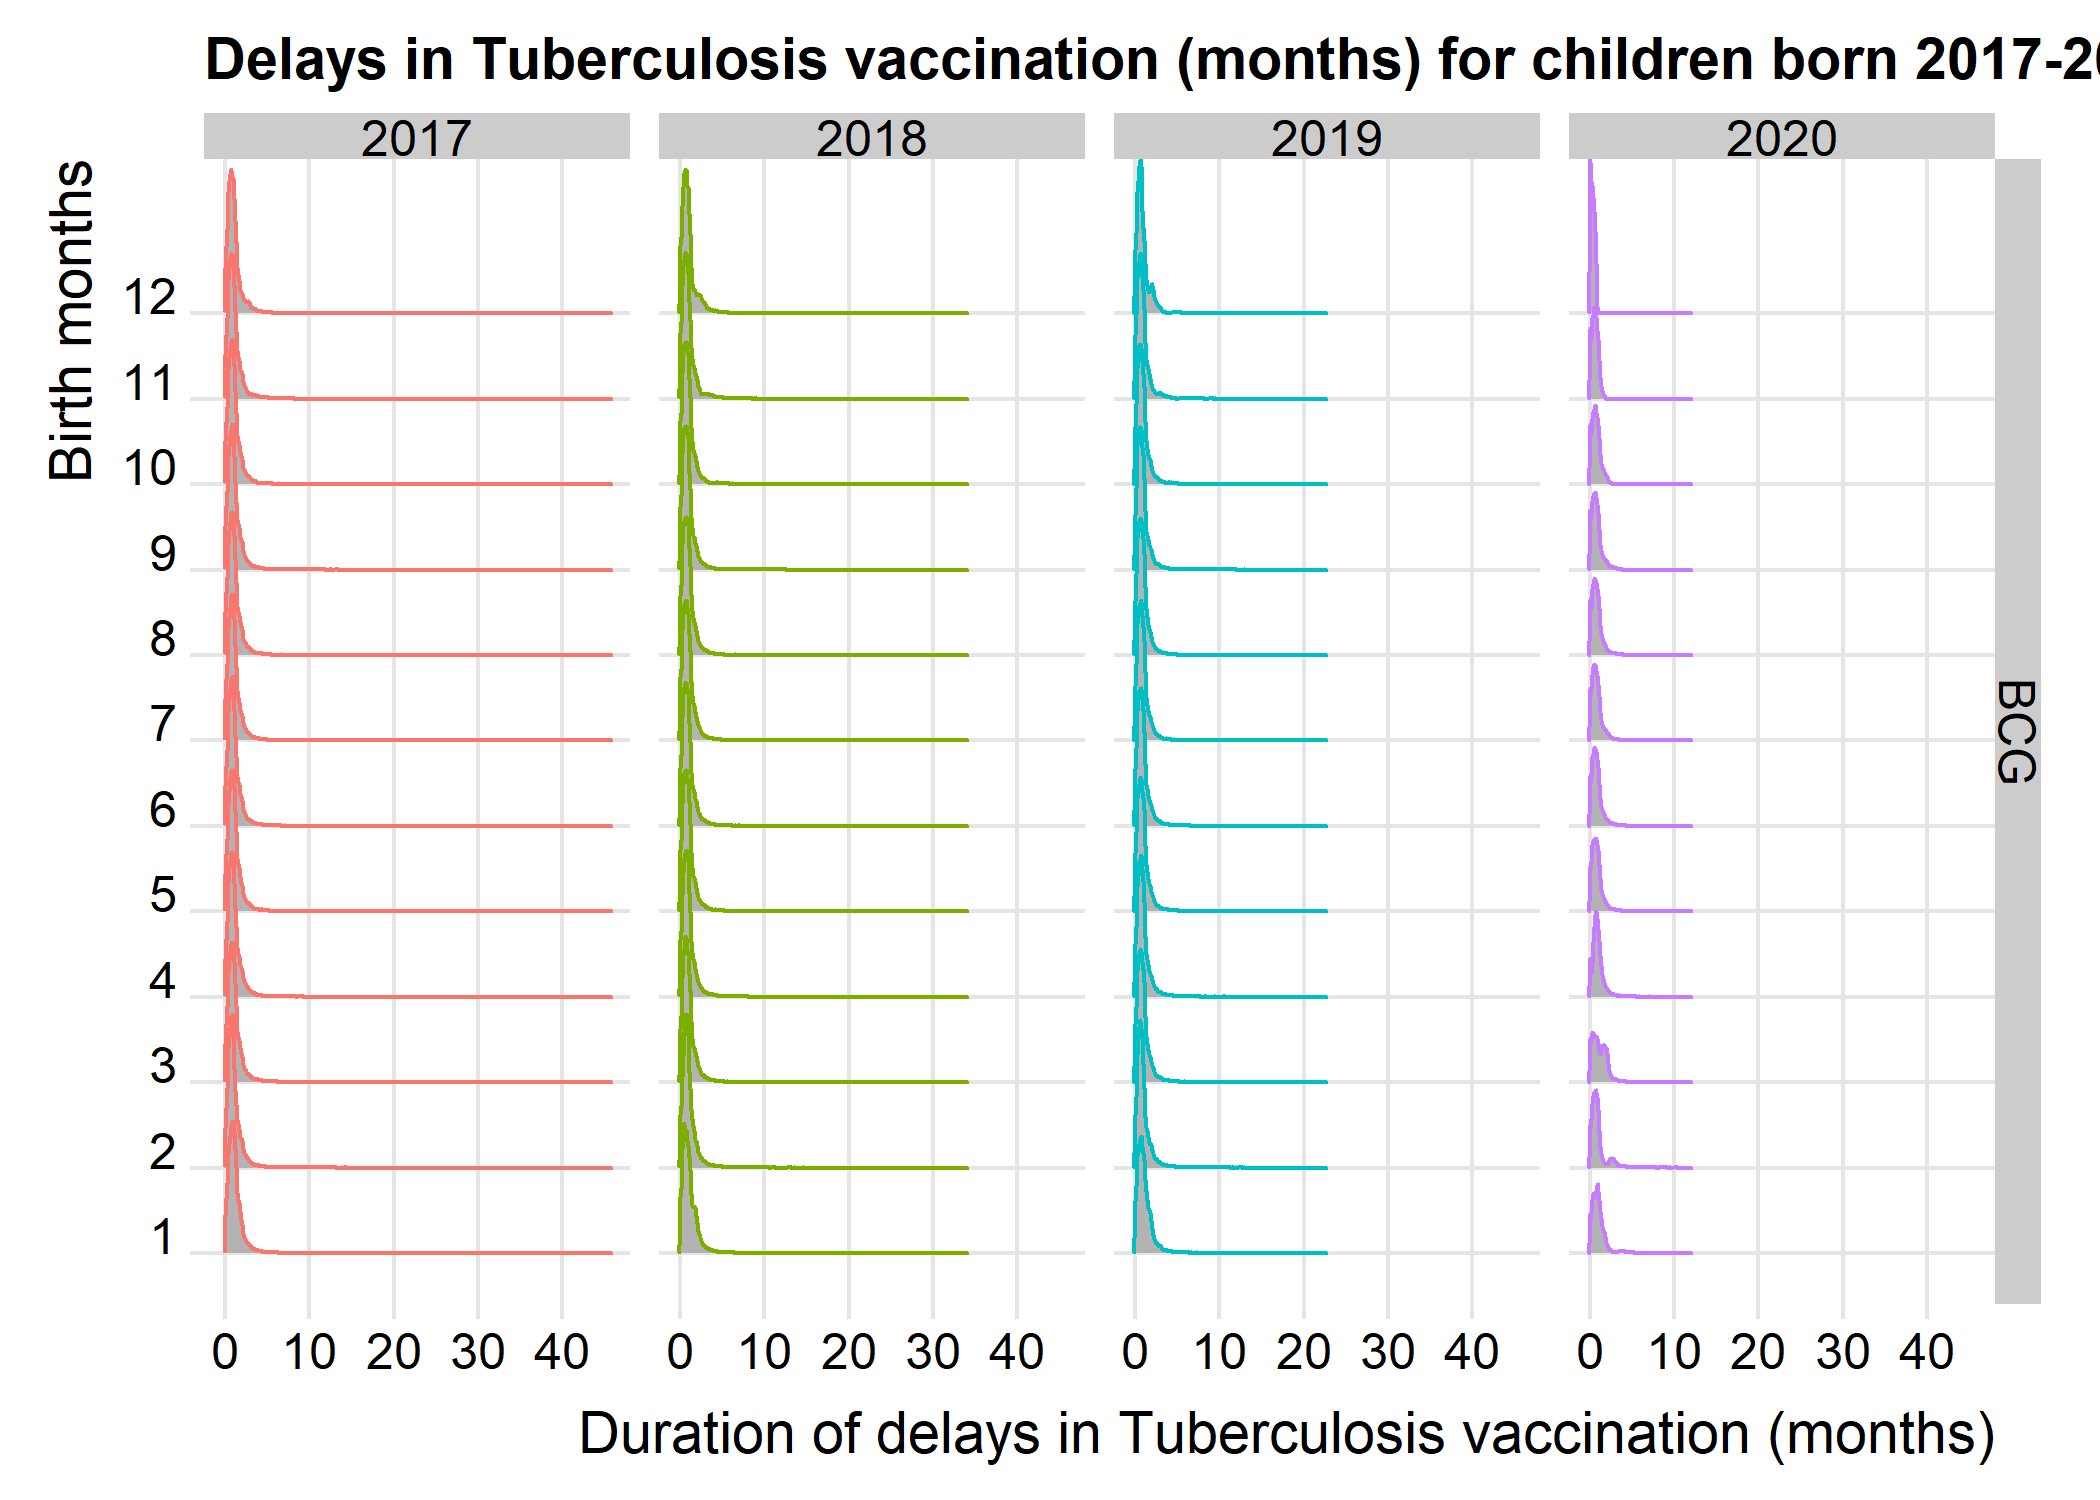 Delays in Tuberculosis vaccination (months) for children born 2017-20
2017 2018 2019 2020
Birth months
12
11
10
9
8
7
6
5
4
3
2
1
BCG
0 10 20 30 40 0 10 20 30 40 0 10 20 30 40 0 10 20 30 40
Duration of delays in Tuberculosis vaccination (months)